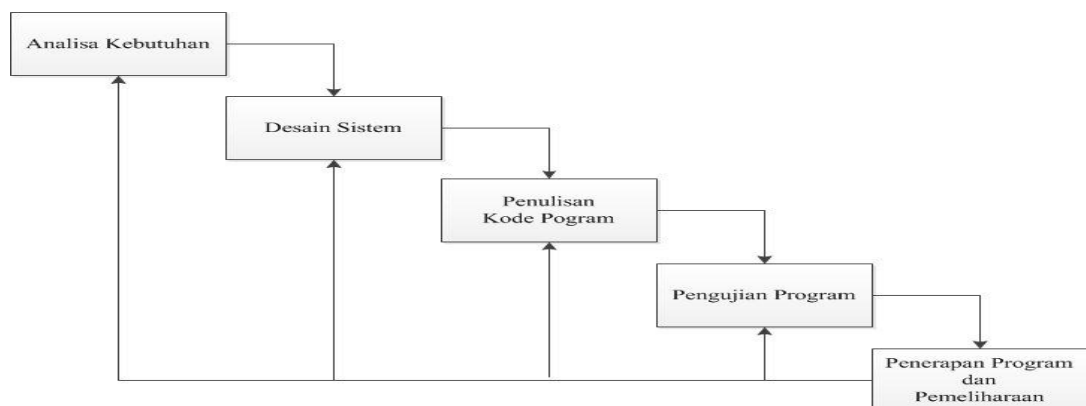 Analisa Kebutuhan
Desain Sistem
Penulisan
Kode Pogram
Pengujian Program
Penerapan Program
dan
Pemeliharaan